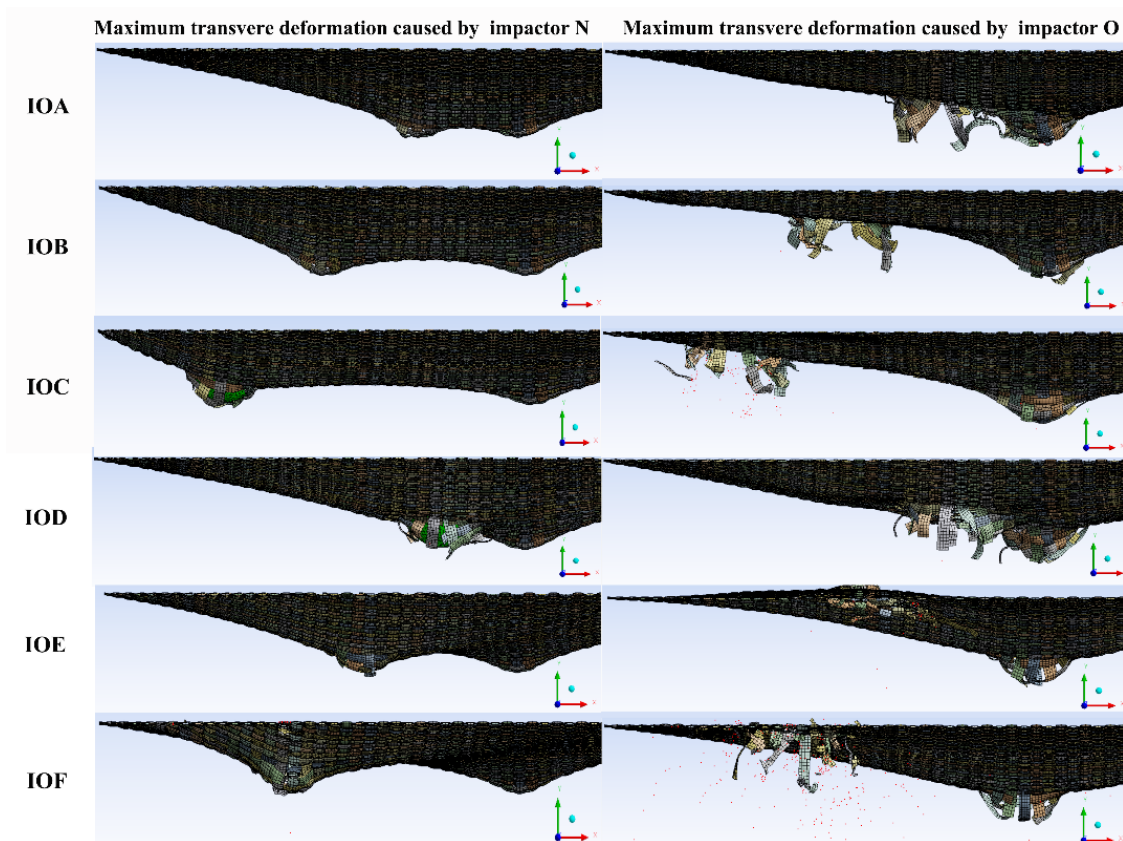 Maximum transvere deformation caused by impactor N
Maximum transvere deformation caused by impactor O
IOA
IOB
IOC
IOD
IOE
IOF